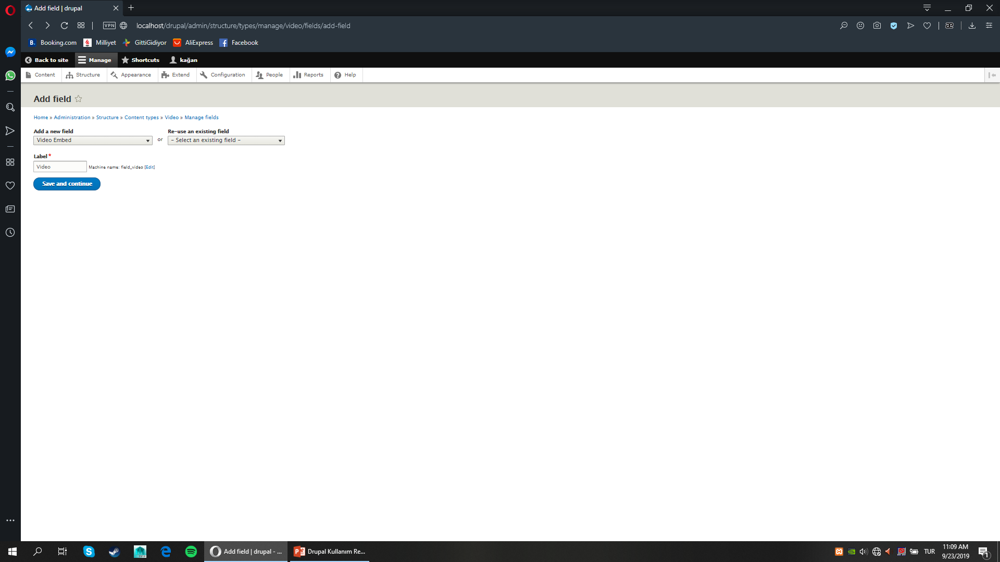 Add field | drupal
VPN localhost/drupal/admin/structure/types/manage/video/fields/add-field
B. Booking.com Milliyet GittiGidiyor AliExpress Facebook
Back to site Manage Shortcuts kağan
Content Structure Appearance Extend Configuration People Reports Help
Add field
Home » Administration » Structure » Content types » Video » Manage fields
Add a new field Re-use an existing field
Video Embed or - Select an existing field -
Label*
Video Machine name: field_video [Edit]
Save and continue
Add field | drupal - ... Drupal Kullanım Re... TUR 11:09 AM
9/23/2019 1